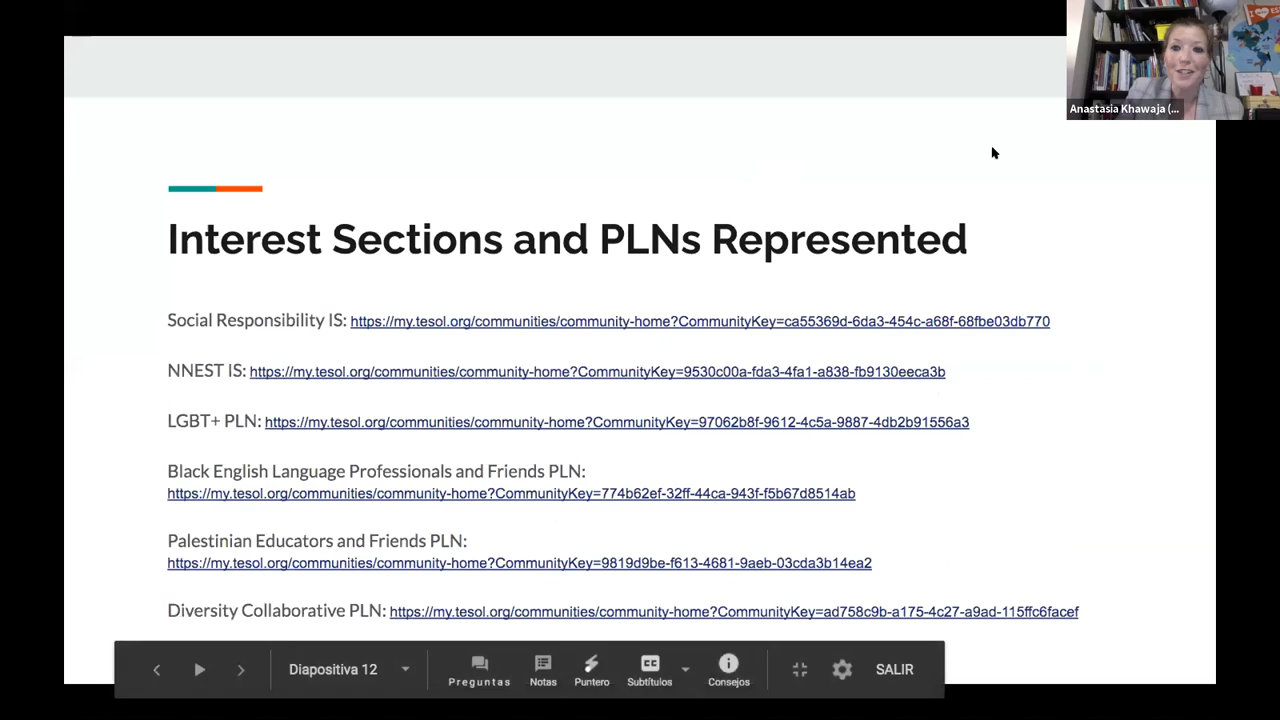 Anastasia Khawaja (...
Interest Sections and PLNs Represented
Social Responsibility IS: https://my.tesol.org/communities/community-home?CommunityKey=ca55369d-6da3-454c-a68f-68fbe03db770
NNEST IS: https://my.tesol.org/communities/community-home?CommunityKey=9530c00a-fda3-4fa1-a838-fb9130eeca3b
LGBT+ PLN: https://my.tesol.org/communities/community-home?CommunityKey=97062b8f-9612-4c5a-9887-4db2b91556a3
Black English Language Professionals and Friends PLN:
https://my.tesol.org/communities/community-home?CommunityKey=774b62ef-32ff-44ca-943f-f5b67d8514ab
Palestinian Educators and Friends PLN:
https://my.tesol.org/communities/community-home?CommunityKey=9819d9be-f613-4681-9aeb-03cda3b14ea2
Diversity Collaborative PLN: https://my.tesol.org/communities/community-home?CommunityKey=ad758c9b-a175-4c27-a9ad-115ffc6facef
Diapositiva 12
Preguntas
Notas
Puntero
CC
Subtítulos
Consejos
SALIR